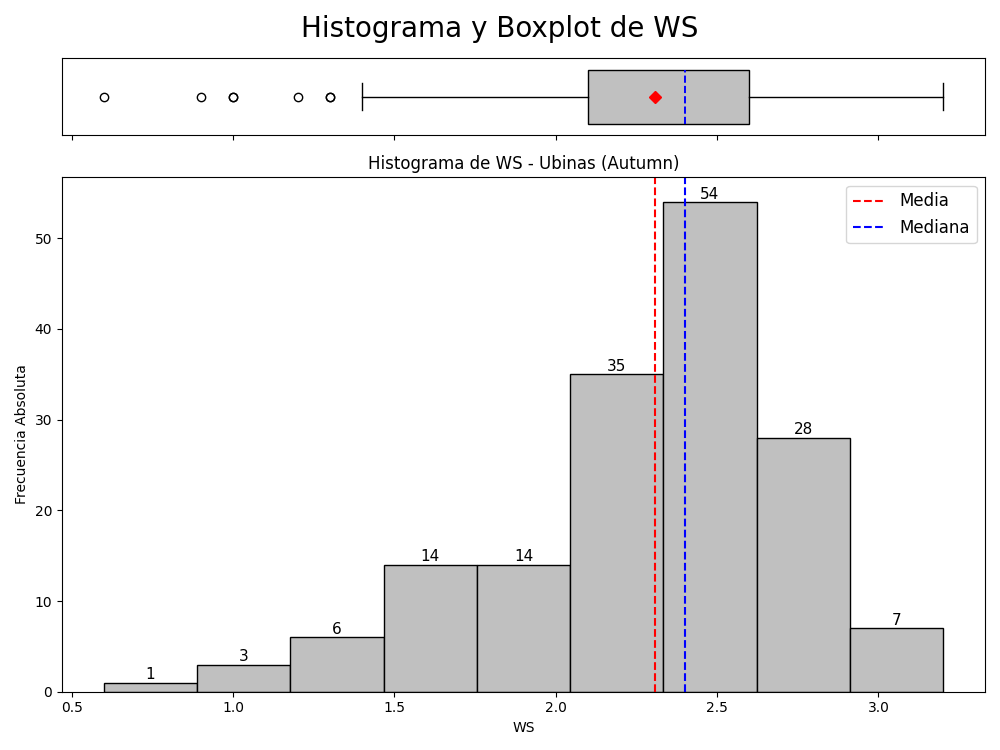 Histograma y Boxplot de WS
Histograma de WS - Ubinas (Autumn)
Media
Mediana
Frecuencia Absoluta
50
40
30
20
10
0
1
3
6
14
14
35
54
28
7
0.5 1.0 1.5 2.0 2.5 3.0
WS